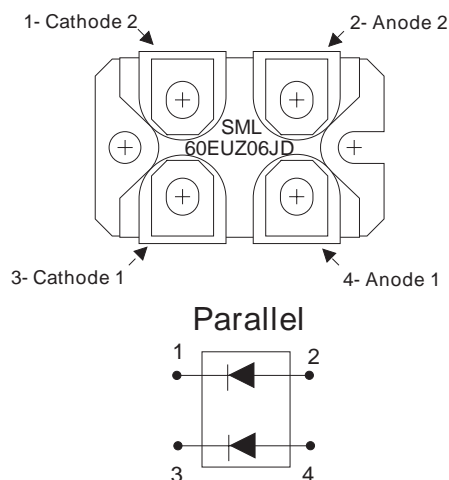 1- Cathode 2
2- Anode 2
SML
60EUZ06JD
3- Cathode 1
4- Anode 1
Parallel
1
2
3
4